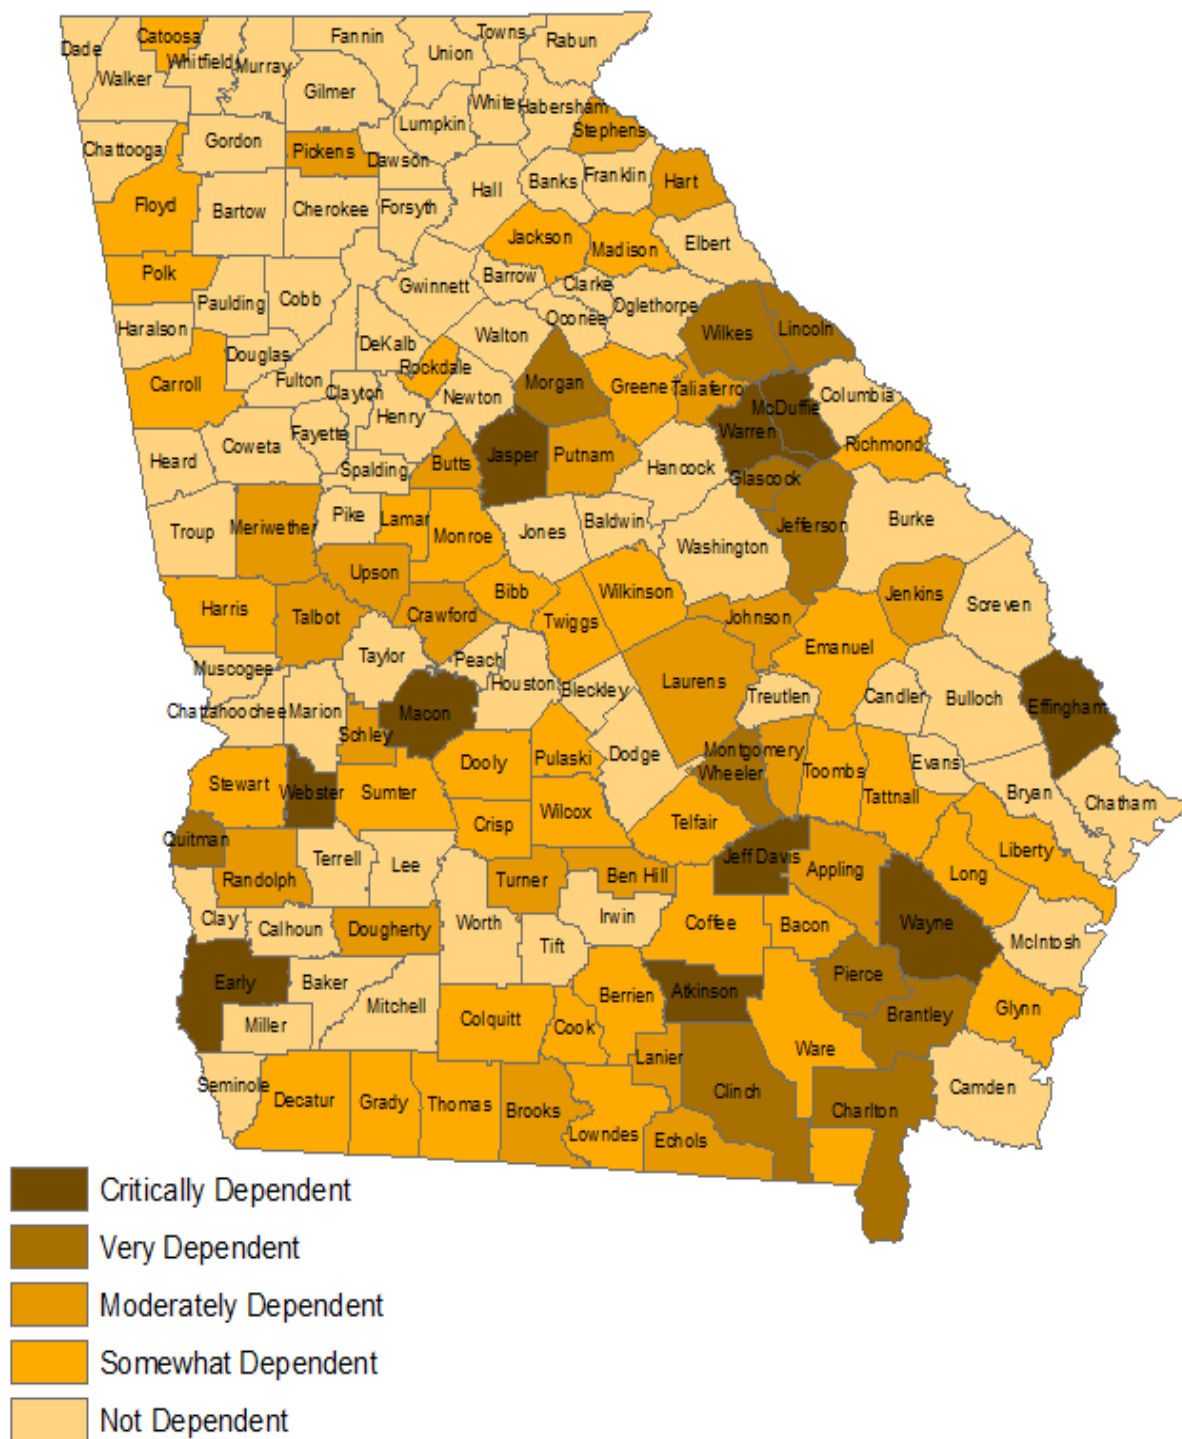 Dade
Catoosa
Whitfield
Murray
Fannin
Union
Towns
Rabun
Walker
Gilmer
White
Habersham
Lumpkin
Stephens
Chattooga
Gordon
Pickens
Dawson
Banks
Franklin
Hart
Hall
Floyd
Bartow
Cherokee
Forsyth
Jackson
Madison
Elbert
Polk
Paulding
Cobb
Gwinnett
Barrow
Clarke
Oglethorpe
Haralson
Oconee
Walton
DeKalb
Wilkes
Lincoln
Douglas
Rockdale
Carroll
Fulton
Clayton
Newton
Morgan
Greene
Taliaferro
McDuffie
Columbia
Henry
Warren
Fayette
Coweta
Heard
Spalding
Butts
Jasper
Putnam
Hancock
Richmond
Glascock
Troup
Meriwether
Pike
Lamar
Monroe
Jones
Baldwin
Washington
Jefferson
Burke
Upson
Bibb
Wilkinson
Jenkins
Screven
Harris
Talbot
Crawford
Twiggs
Johnson
Emanuel
Muscogee
Taylor
Peach
Houston
Bleckley
Laurens
Treutlen
Candler
Bulloch
Effingham
Chattahoochee
Marion
Macon
Schley
Dooly
Pulaski
Dodge
Montgomery
Wheeler
Toombs
Tattnall
Evans
Bryan
Chatham
Stewart
Webster
Sumter
Crisp
Wilcox
Telfair
Quitman
Terrell
Lee
Jeff Davis
Appling
Long
Liberty
Randolph
Turner
Ben Hill
Clay
Calhoun
Dougherty
Worth
Tift
Irwin
Coffee
Bacon
Wayne
McIntosh
Early
Baker
Miller
Mitchell
Colquitt
Cook
Berrien
Atkinson
Pierce
Brantley
Glynn
Seminole
Decatur
Grady
Thomas
Brooks
Lanier
Lowndes
Echols
Clinch
Ware
Charlton
Camden
Critically Dependent
Very Dependent
Moderately Dependent
Somewhat Dependent
Not Dependent